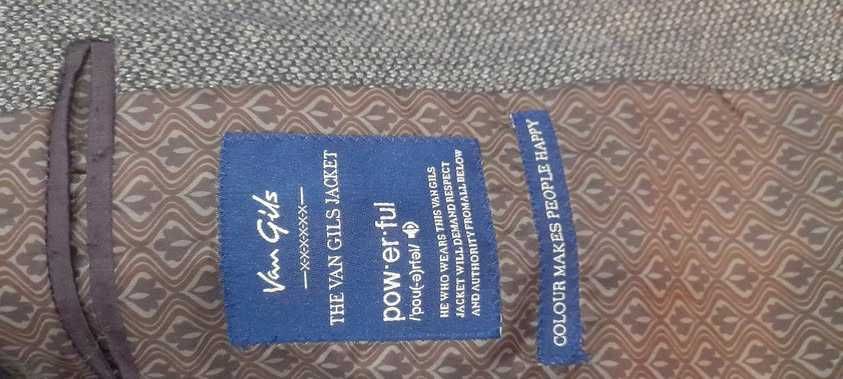 Van Gils
—X-X-X-X-X-X—
THE VAN GILS JACKET
pow·er·ful
/'pou(-ə)rfəl/
HE WHO WEARS THIS VAN GILS
JACKET WILL DEMAND RESPECT
AND AUTHORITY FROM ALL BELOW
COLOUR MAKES PEOPLE HAPPY